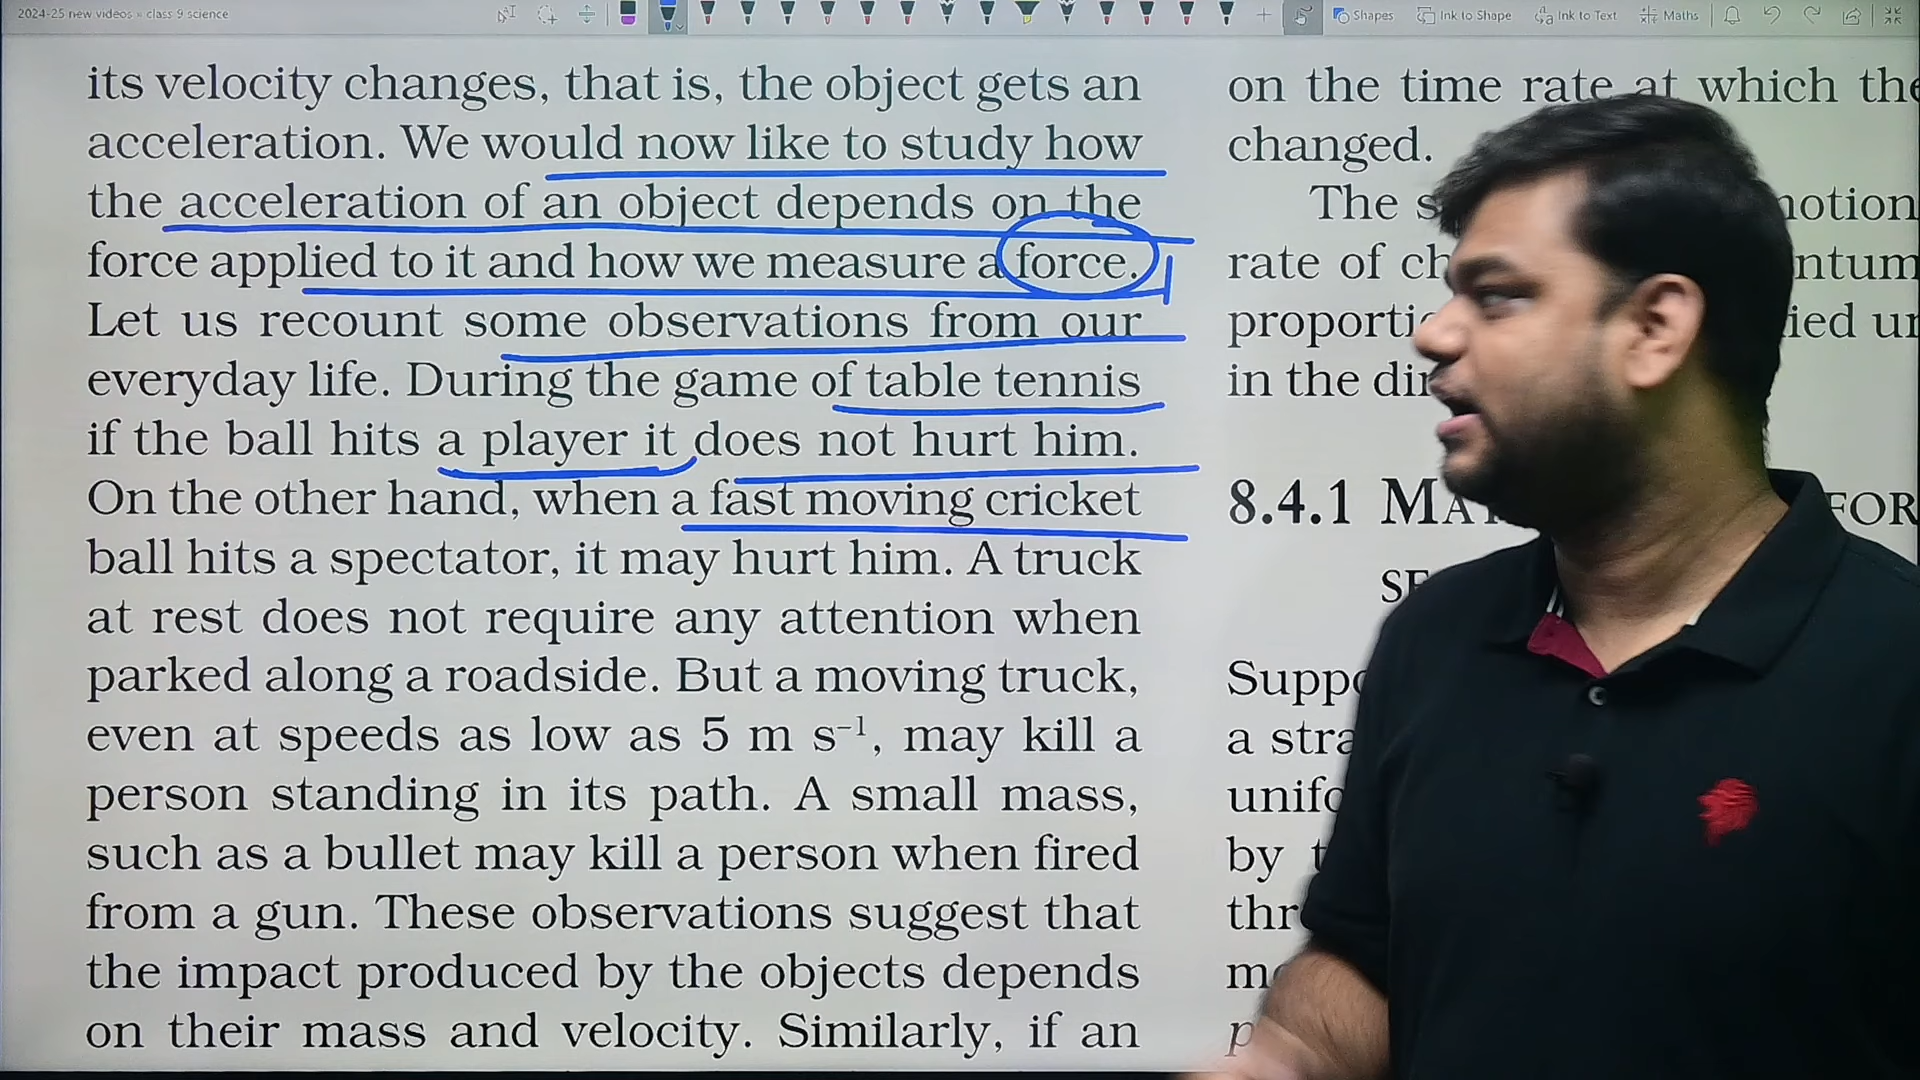 2024-25 new videos » class 9 science
Shapes
Ink to Shape
Ink to Text
Maths
its velocity changes, that is, the object gets an
acceleration. We would now like to study how
the acceleration of an object depends on the
force applied to it and how we measure a force.
Let us recount some observations from our
everyday life. During the game of table tennis
if the ball hits a player it does not hurt him.
On the other hand, when a fast moving cricket
ball hits a spectator, it may hurt him. A truck
at rest does not require any attention when
parked along a roadside. But a moving truck,
even at speeds as low as 5 m s⁻¹, may kill a
person standing in its path. A small mass,
such as a bullet may kill a person when fired
from a gun. These observations suggest that
the impact produced by the objects depends
on their mass and velocity. Similarly, if an
on the time rate at which the
changed.
The
rate of
in the
8.4.1
a
by